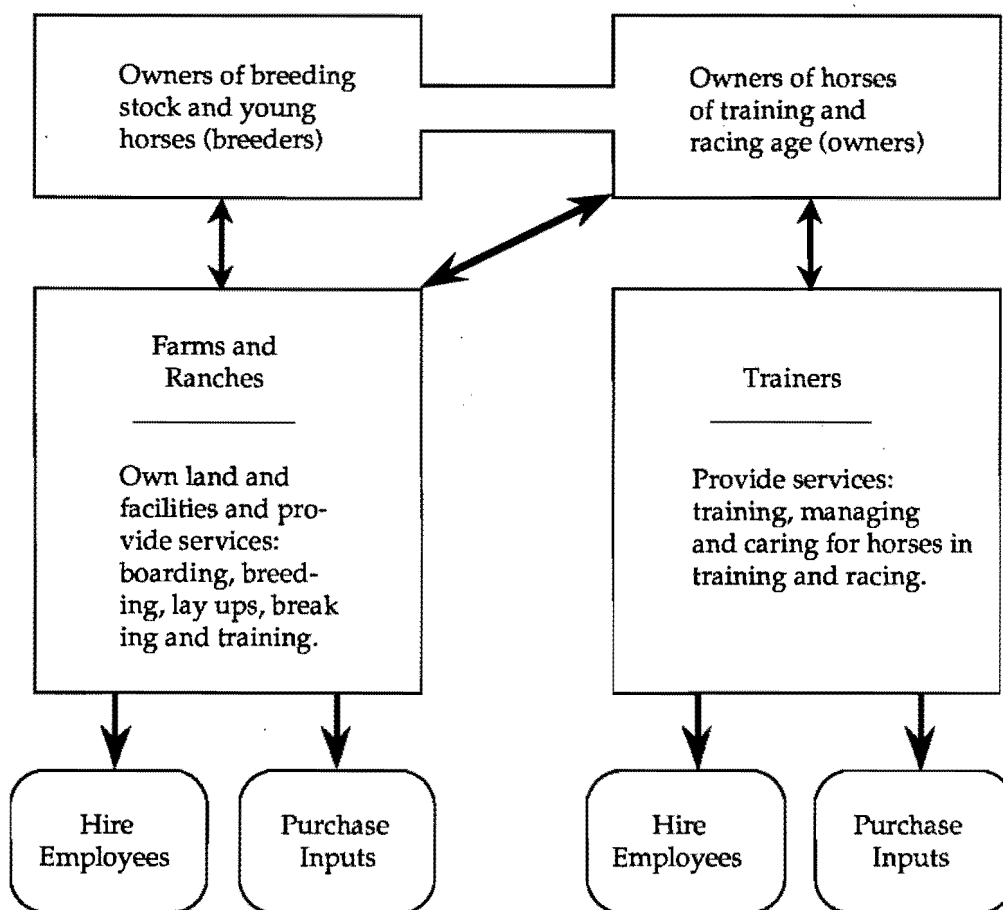 Owners of breeding
stock and young
horses (breeders)
Owners of horses
of training and
racing age (owners)
Farms and
Ranches
Own land and
facilities and pro-
vide services:
boarding, breed-
ing, lay ups, break
ing and training.
Trainers
Provide services:
training, managing
and caring for horses in
training and racing.
Hire
Employees
Purchase
Inputs
Hire
Employees
Purchase
Inputs